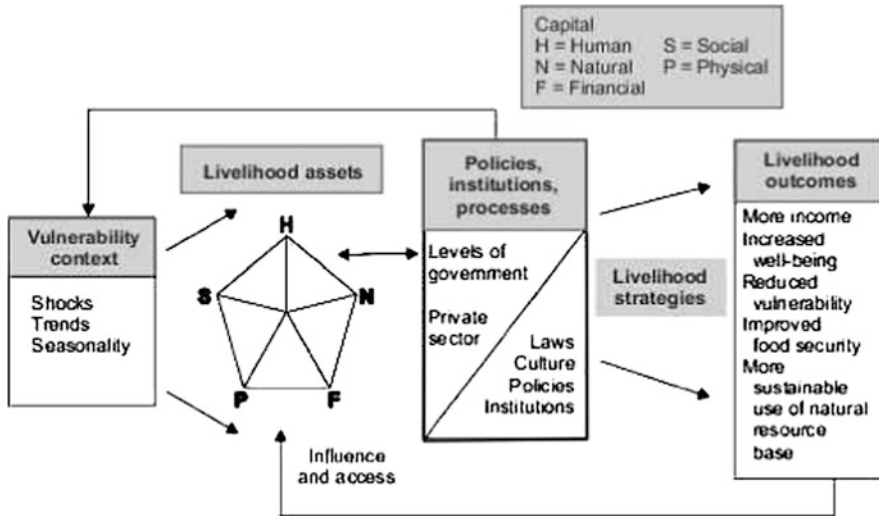 Capital
H = Human S = Social
N = Natural P = Physical
F = Financial
Livelihood assets
Policies,
institutions,
processes
Livelihood
outcomes
Vulnerability
context
Shocks
Trends
Seasonality
H
S
N
P
F
Influence
and access
Levels of
government
Private
sector
Laws
Culture
Policies
Institutions
Livelihood
strategies
More income
Increased
well-being
Reduced
vulnerability
Improved
food security
More
sustainable
use of natural
resource
base